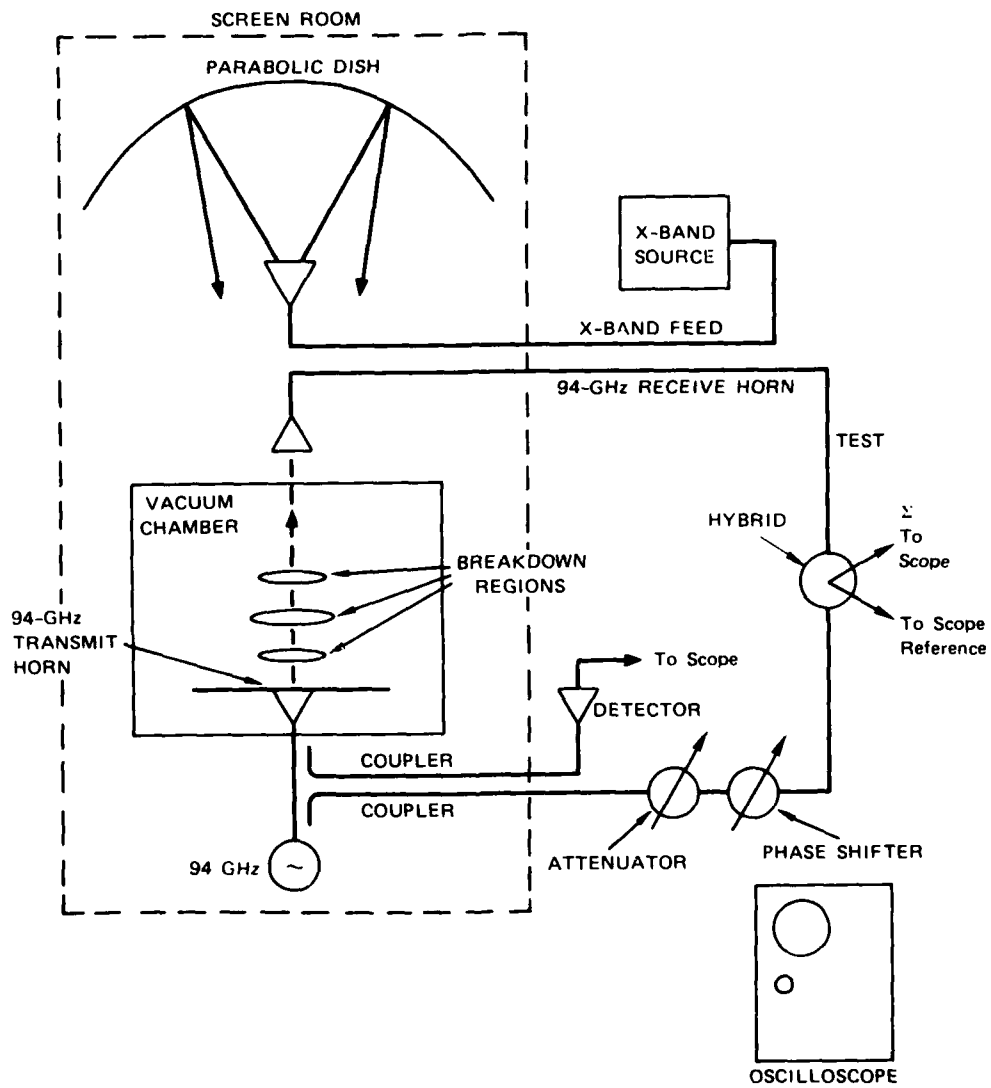 SCREEN ROOM
PARABOLIC DISH
X-BAND
SOURCE
X-BAND FEED
94-GHz RECEIVE HORN
TEST
VACUUM
CHAMBER
HYBRID
Σ
To
Scope
BREAKDOWN
REGIONS
94-GHz
TRANSMIT
HORN
To Scope
Reference
To Scope
DETECTOR
COUPLER
COUPLER
ATTENUATOR
PHASE SHIFTER
94 GHz
~
OSCILLOSCOPE